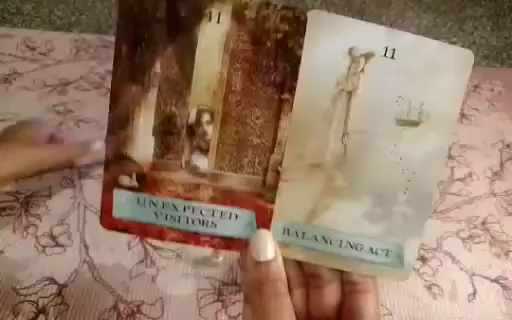 11
UNEXPECTED
VISITORS
11
BALANCING ACT